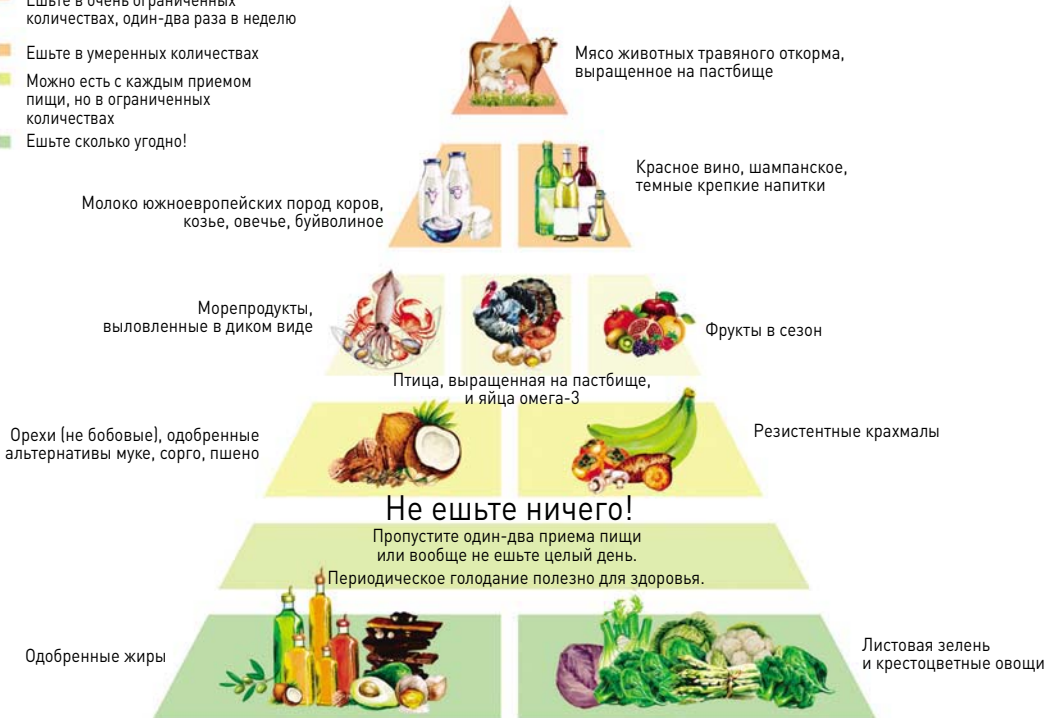 Ешьте в очень ограниченных
количествах, один-два раза в неделю
Ешьте в умеренных количествах
Можно есть с каждым приемом
пищи, но в ограниченных
количествах
Ешьте сколько угодно!
Мясо животных травяного откорма,
выращенное на пастбище
Молоко южноевропейских пород коров,
козье, овечье, буйволиное
Красное вино, шампанское,
темные крепкие напитки
Морепродукты,
выловленные в диком виде
Фрукты в сезон
Птица, выращенная на пастбище,
и яйца омега-3
Орехи (не бобовые), одобренные
альтернативы муке, сорго, пшено
Резистентные крахмалы
Не ешьте ничего!
Пропустите один-два приема пищи
или вообще не ешьте целый день.
Периодическое голодание полезно для здоровья.
Одобренные жиры
Листовая зелень
и крестоцветные овощи